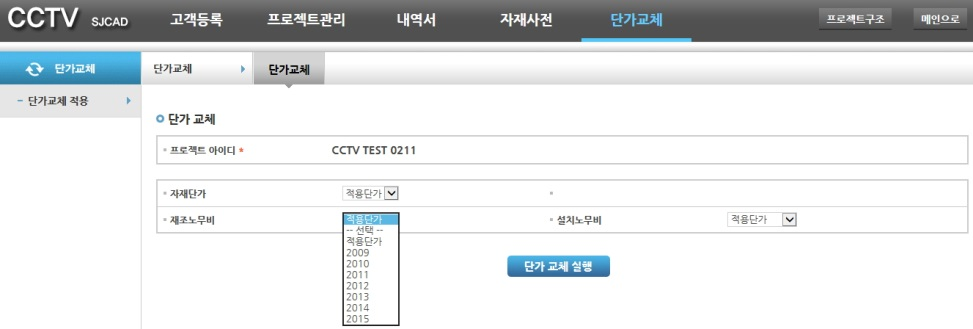 CCTV SJCAD 고객등록 프로젝트관리 내역서 자재사전 단가교체 프로젝트구조 메인으로
단가교체 단가교체 단가교체
- 단가교체 적용
단가 교체
프로젝트 아이디 * CCTV TEST 0211
자재단가 적용단가
재조노무비 적용단가 설치노무비 적용단가
-- 선택 --
적용단가
2009
2010
2011
2012
2013
2014
2015
단가 교체 실행